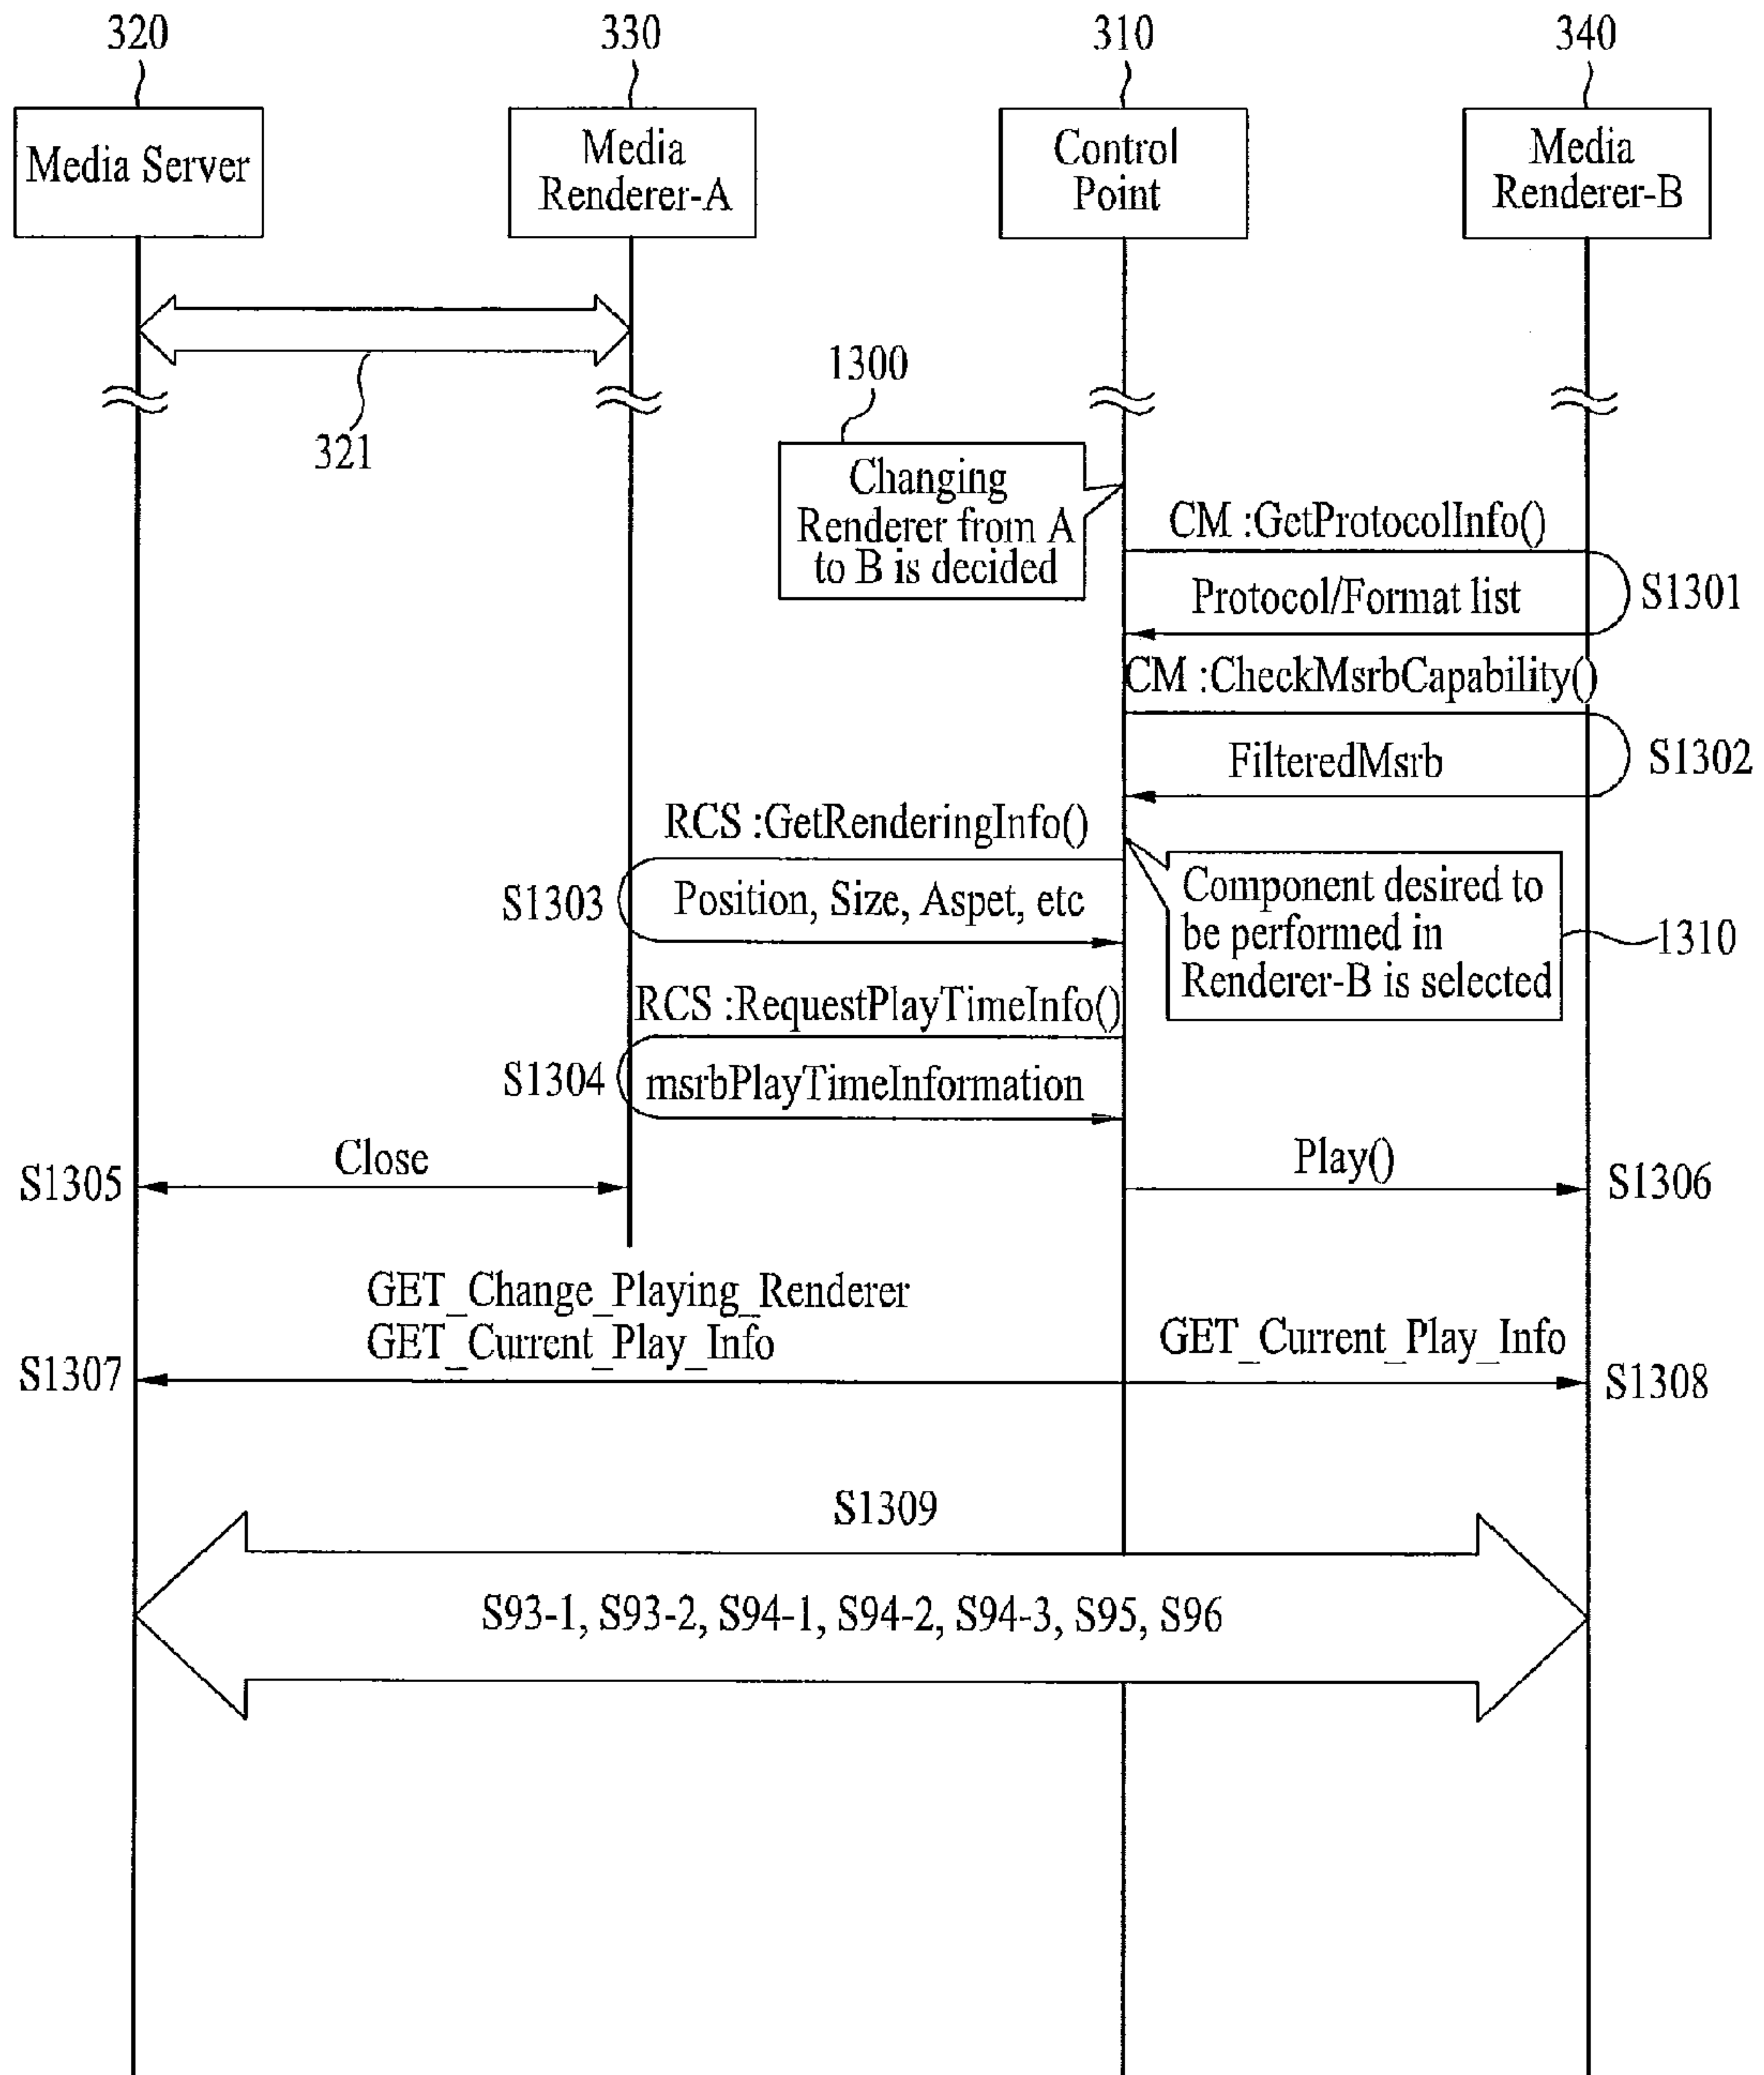 320
330
310
340
Media Server
Media
Renderer-A
Control
Point
Media
Renderer-B
321
1300
Changing
Renderer from A
to B is decided
CM :GetProtocolInfo()
Protocol/Format list
S1301
CM :CheckMsrbCapability()
FilteredMsrb
S1302
RCS :GetRenderingInfo()
S1303
Position, Size, Aspet, etc
Component desired to
be performed in
Renderer-B is selected
1310
RCS :RequestPlayTimeInfo()
S1304
msrbPlayTimeInformation
S1305
Close
Play()
S1306
GET_Change_Playing_Renderer
GET_Current_Play_Info
GET_Current_Play_Info
S1307
S1308
S1309
S93-1, S93-2, S94-1, S94-2, S94-3, S95, S96